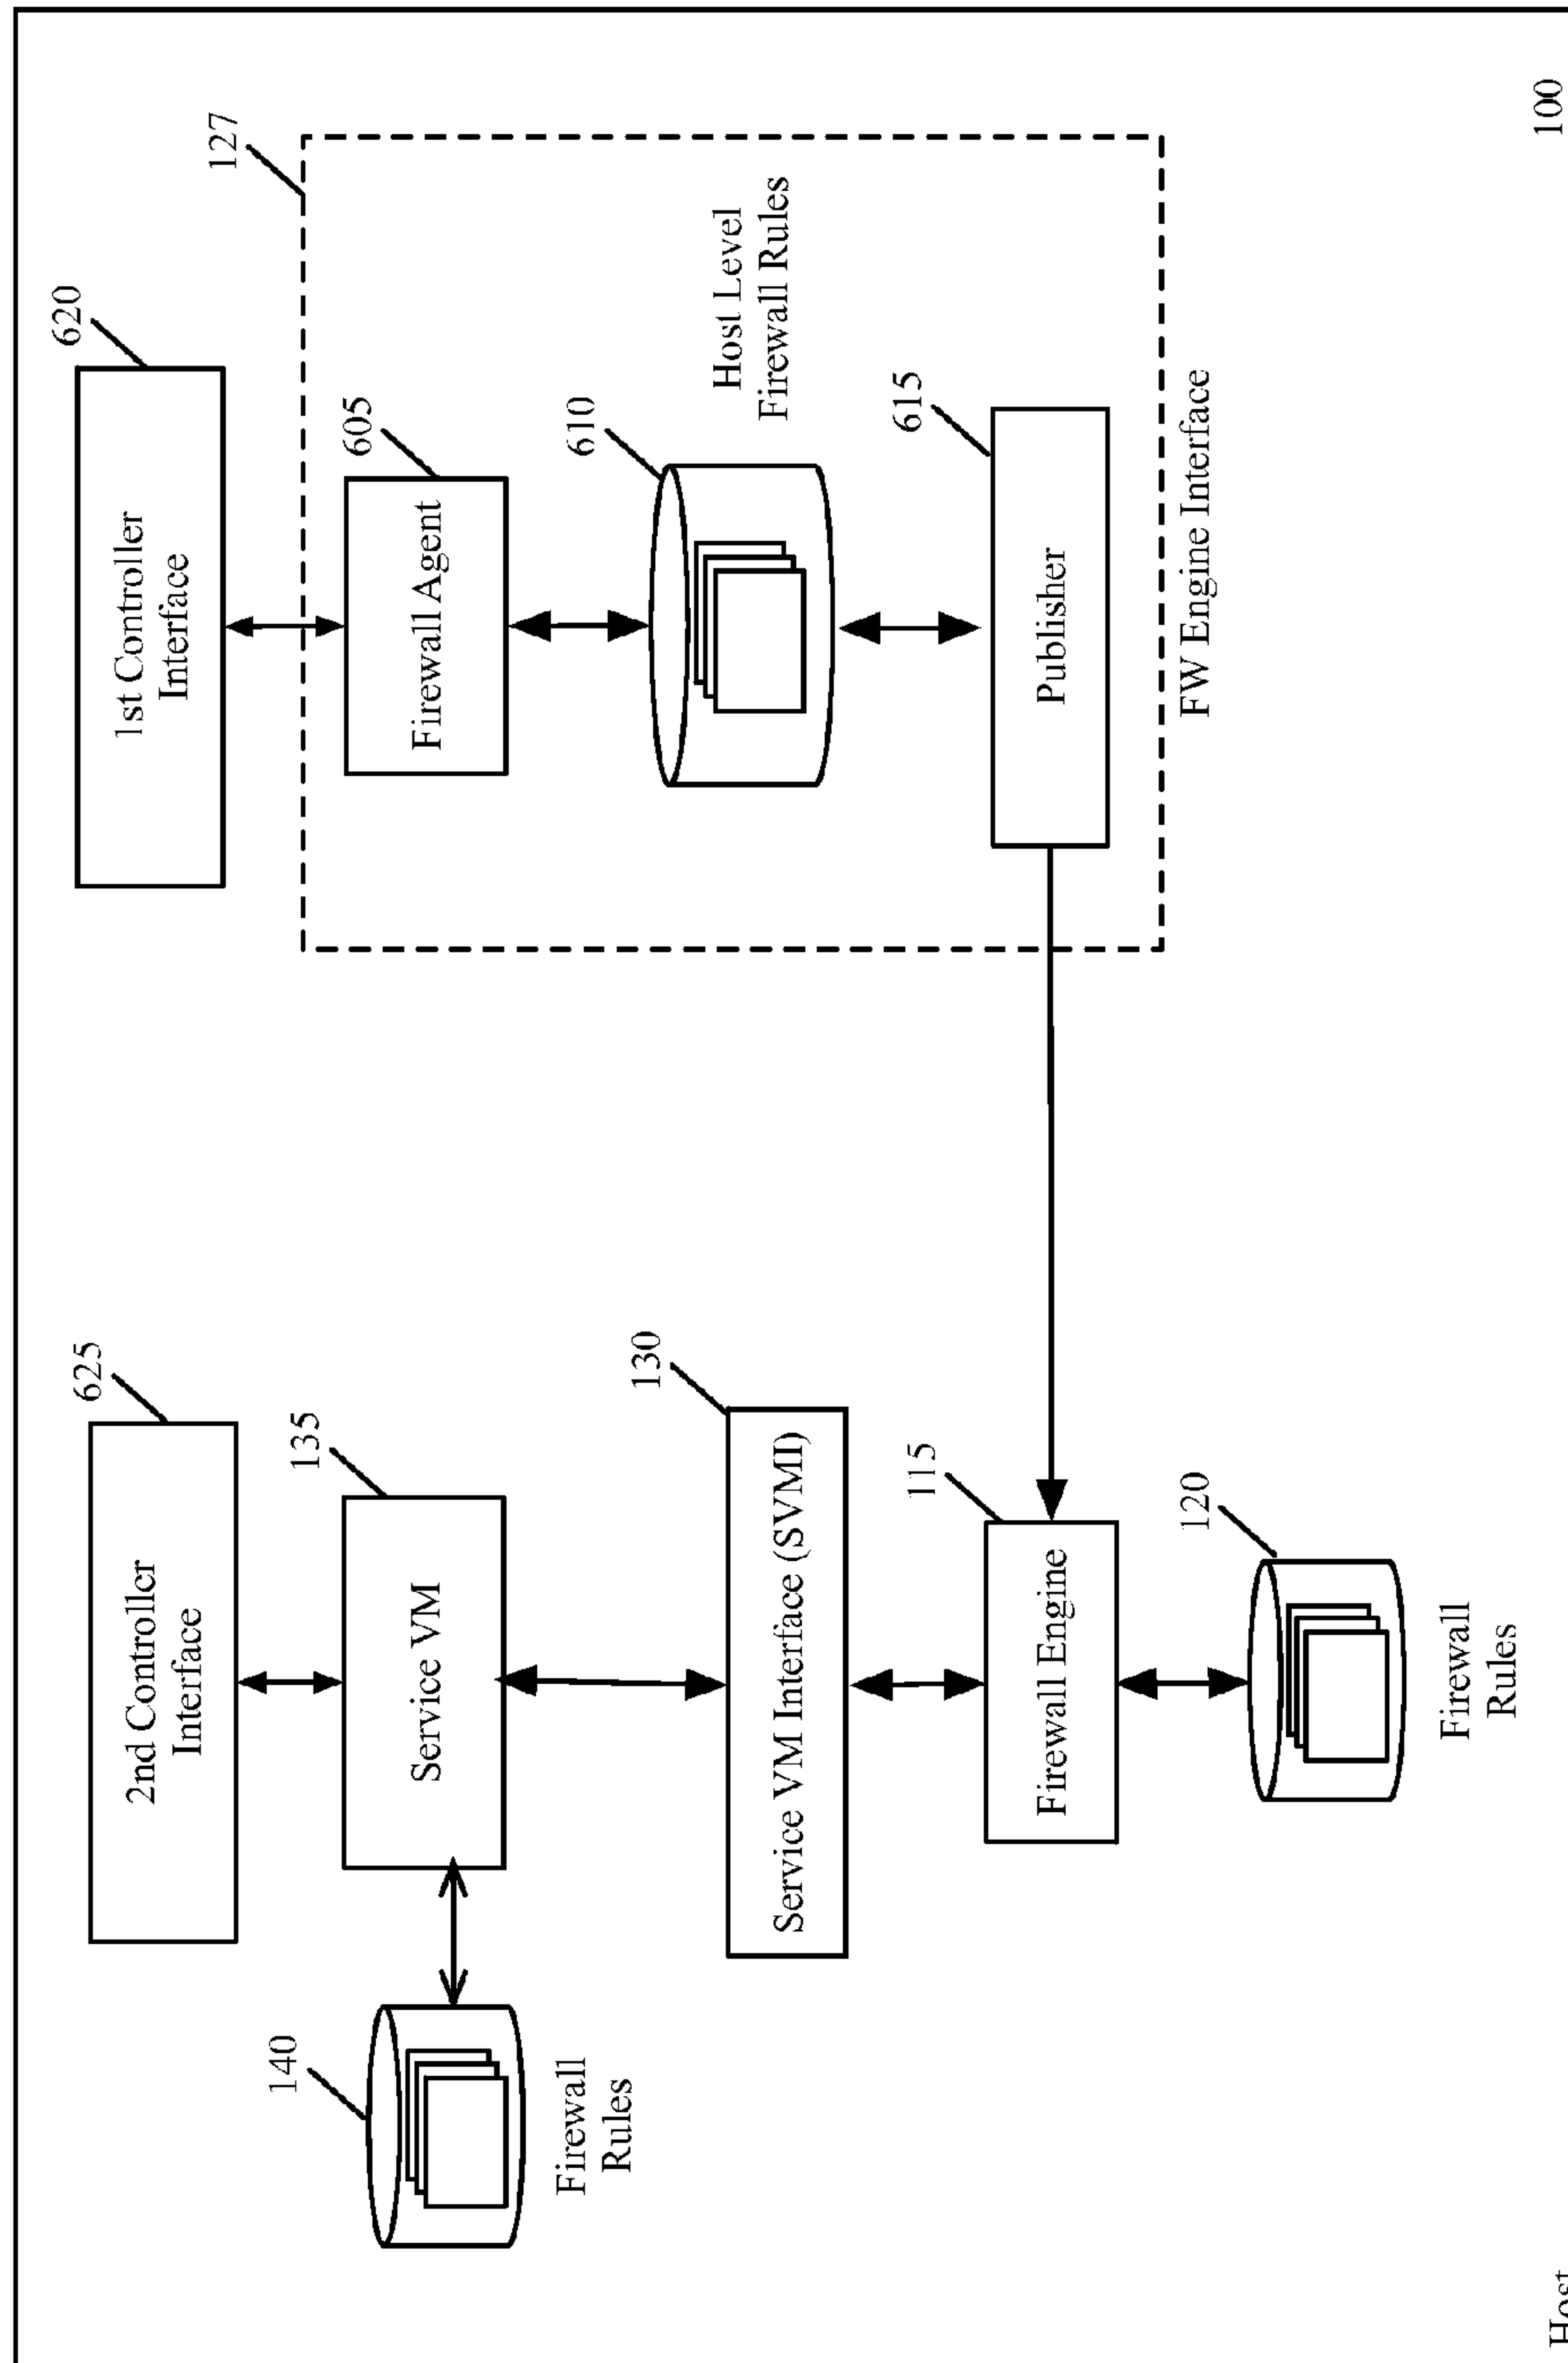 625
2nd Controller
Interface
620
1st Controller
Interface
127
140
135
Service VM
605
Firewall Agent
Firewall
Rules
610
Host Level
Firewall Rules
130
Service VM Interface (SVMI)
115
Firewall Engine
615
Publisher
120
FW Engine Interface
Firewall
Rules
Host
100